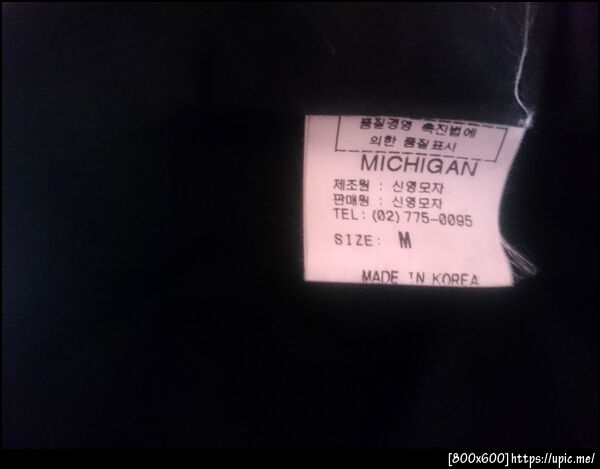 품질경영 촉진법에
의한 품질표시
MICHIGAN
제조원 : 신영모자
판매원 : 신영모자
TEL: (02) 775-0095
SIZE: M
MADE IN KOREA
[800x600]https://upic.me/